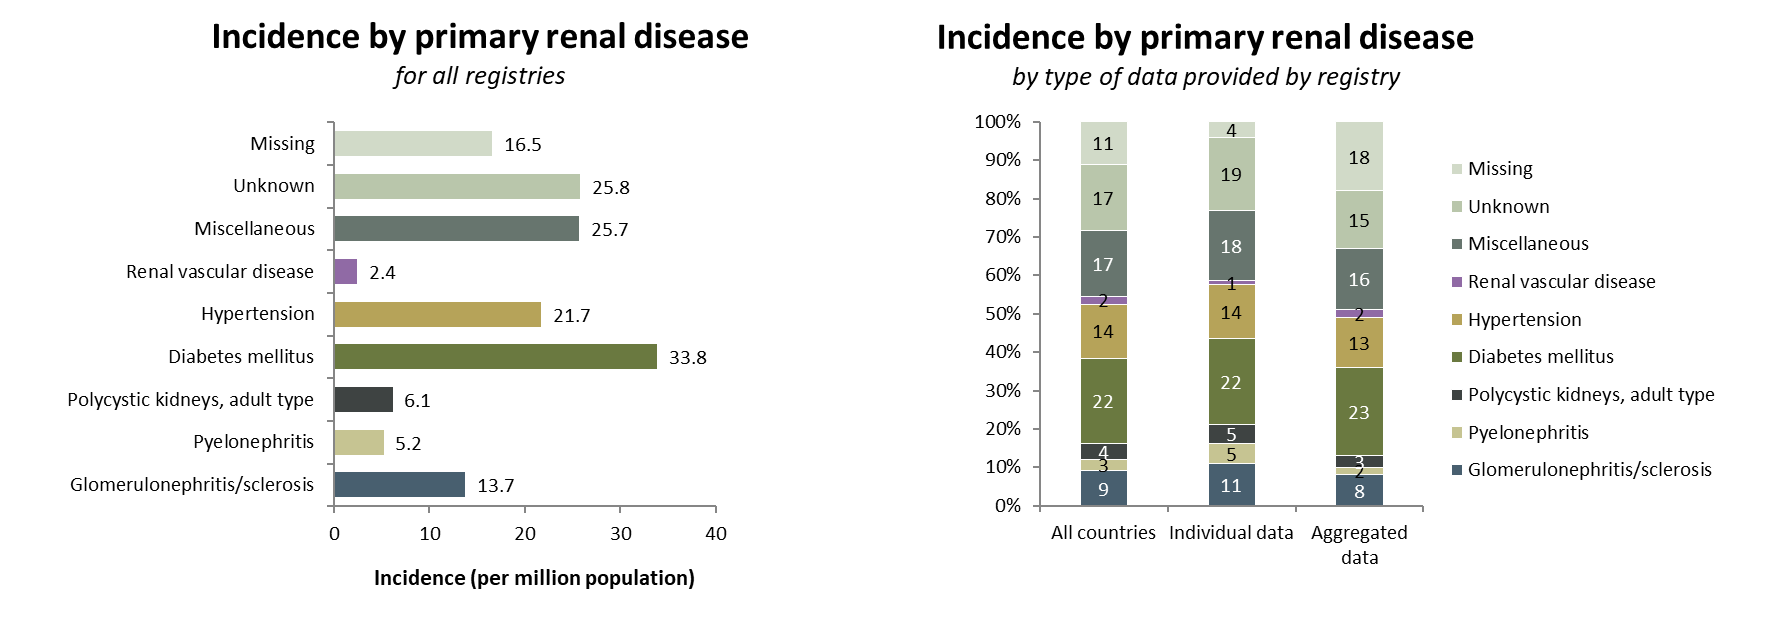 Incidence by primary renal disease
for all registries
Missing 16.5
Unknown 25.8
Miscellaneous 25.7
Renal vascular disease 2.4
Hypertension 21.7
Diabetes mellitus 33.8
Polycystic kidneys, adult type 6.1
Pyelonephritis 5.2
Glomerulonephritis/sclerosis 13.7
0 10 20 30 40
Incidence (per million population)
Incidence by primary renal disease
by type of data provided by registry
100%
90%
80%
70%
60%
50%
40%
30%
20%
10%
0%
11
17
17
2
14
22
4
3
9
4
19
18
1
14
22
5
5
11
18
15
16
2
13
23
3
2
8
All countries Individual data Aggregated
data
Missing
Unknown
Miscellaneous
Renal vascular disease
Hypertension
Diabetes mellitus
Polycystic kidneys, adult type
Pyelonephritis
Glomerulonephritis/sclerosis